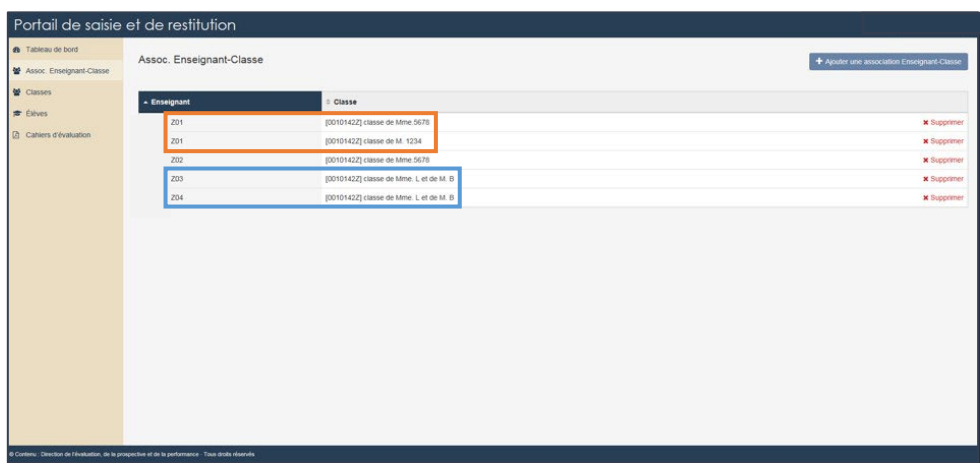 Portail de saisie et de restitution
Tableau de bord
Assoc. Enseignant-Classe
Classes
Élèves
Cahiers d'évaluation
Assoc. Enseignant-Classe
Ajouter une association Enseignant-Classe
Enseignant Classe
Z01 [0010142Z] classe de Mme 5678 Supprimer
Z01 [0010142Z] classe de M. 1234 Supprimer
Z02 [0010142Z] classe de Mme 5678 Supprimer
Z03 [0010142Z] classe de Mme. L et de M. B Supprimer
Z04 [0010142Z] classe de Mme. L et de M. B Supprimer
© Contenu : Direction de l'évaluation, de la prospective et de la performance - Tous droits réservés